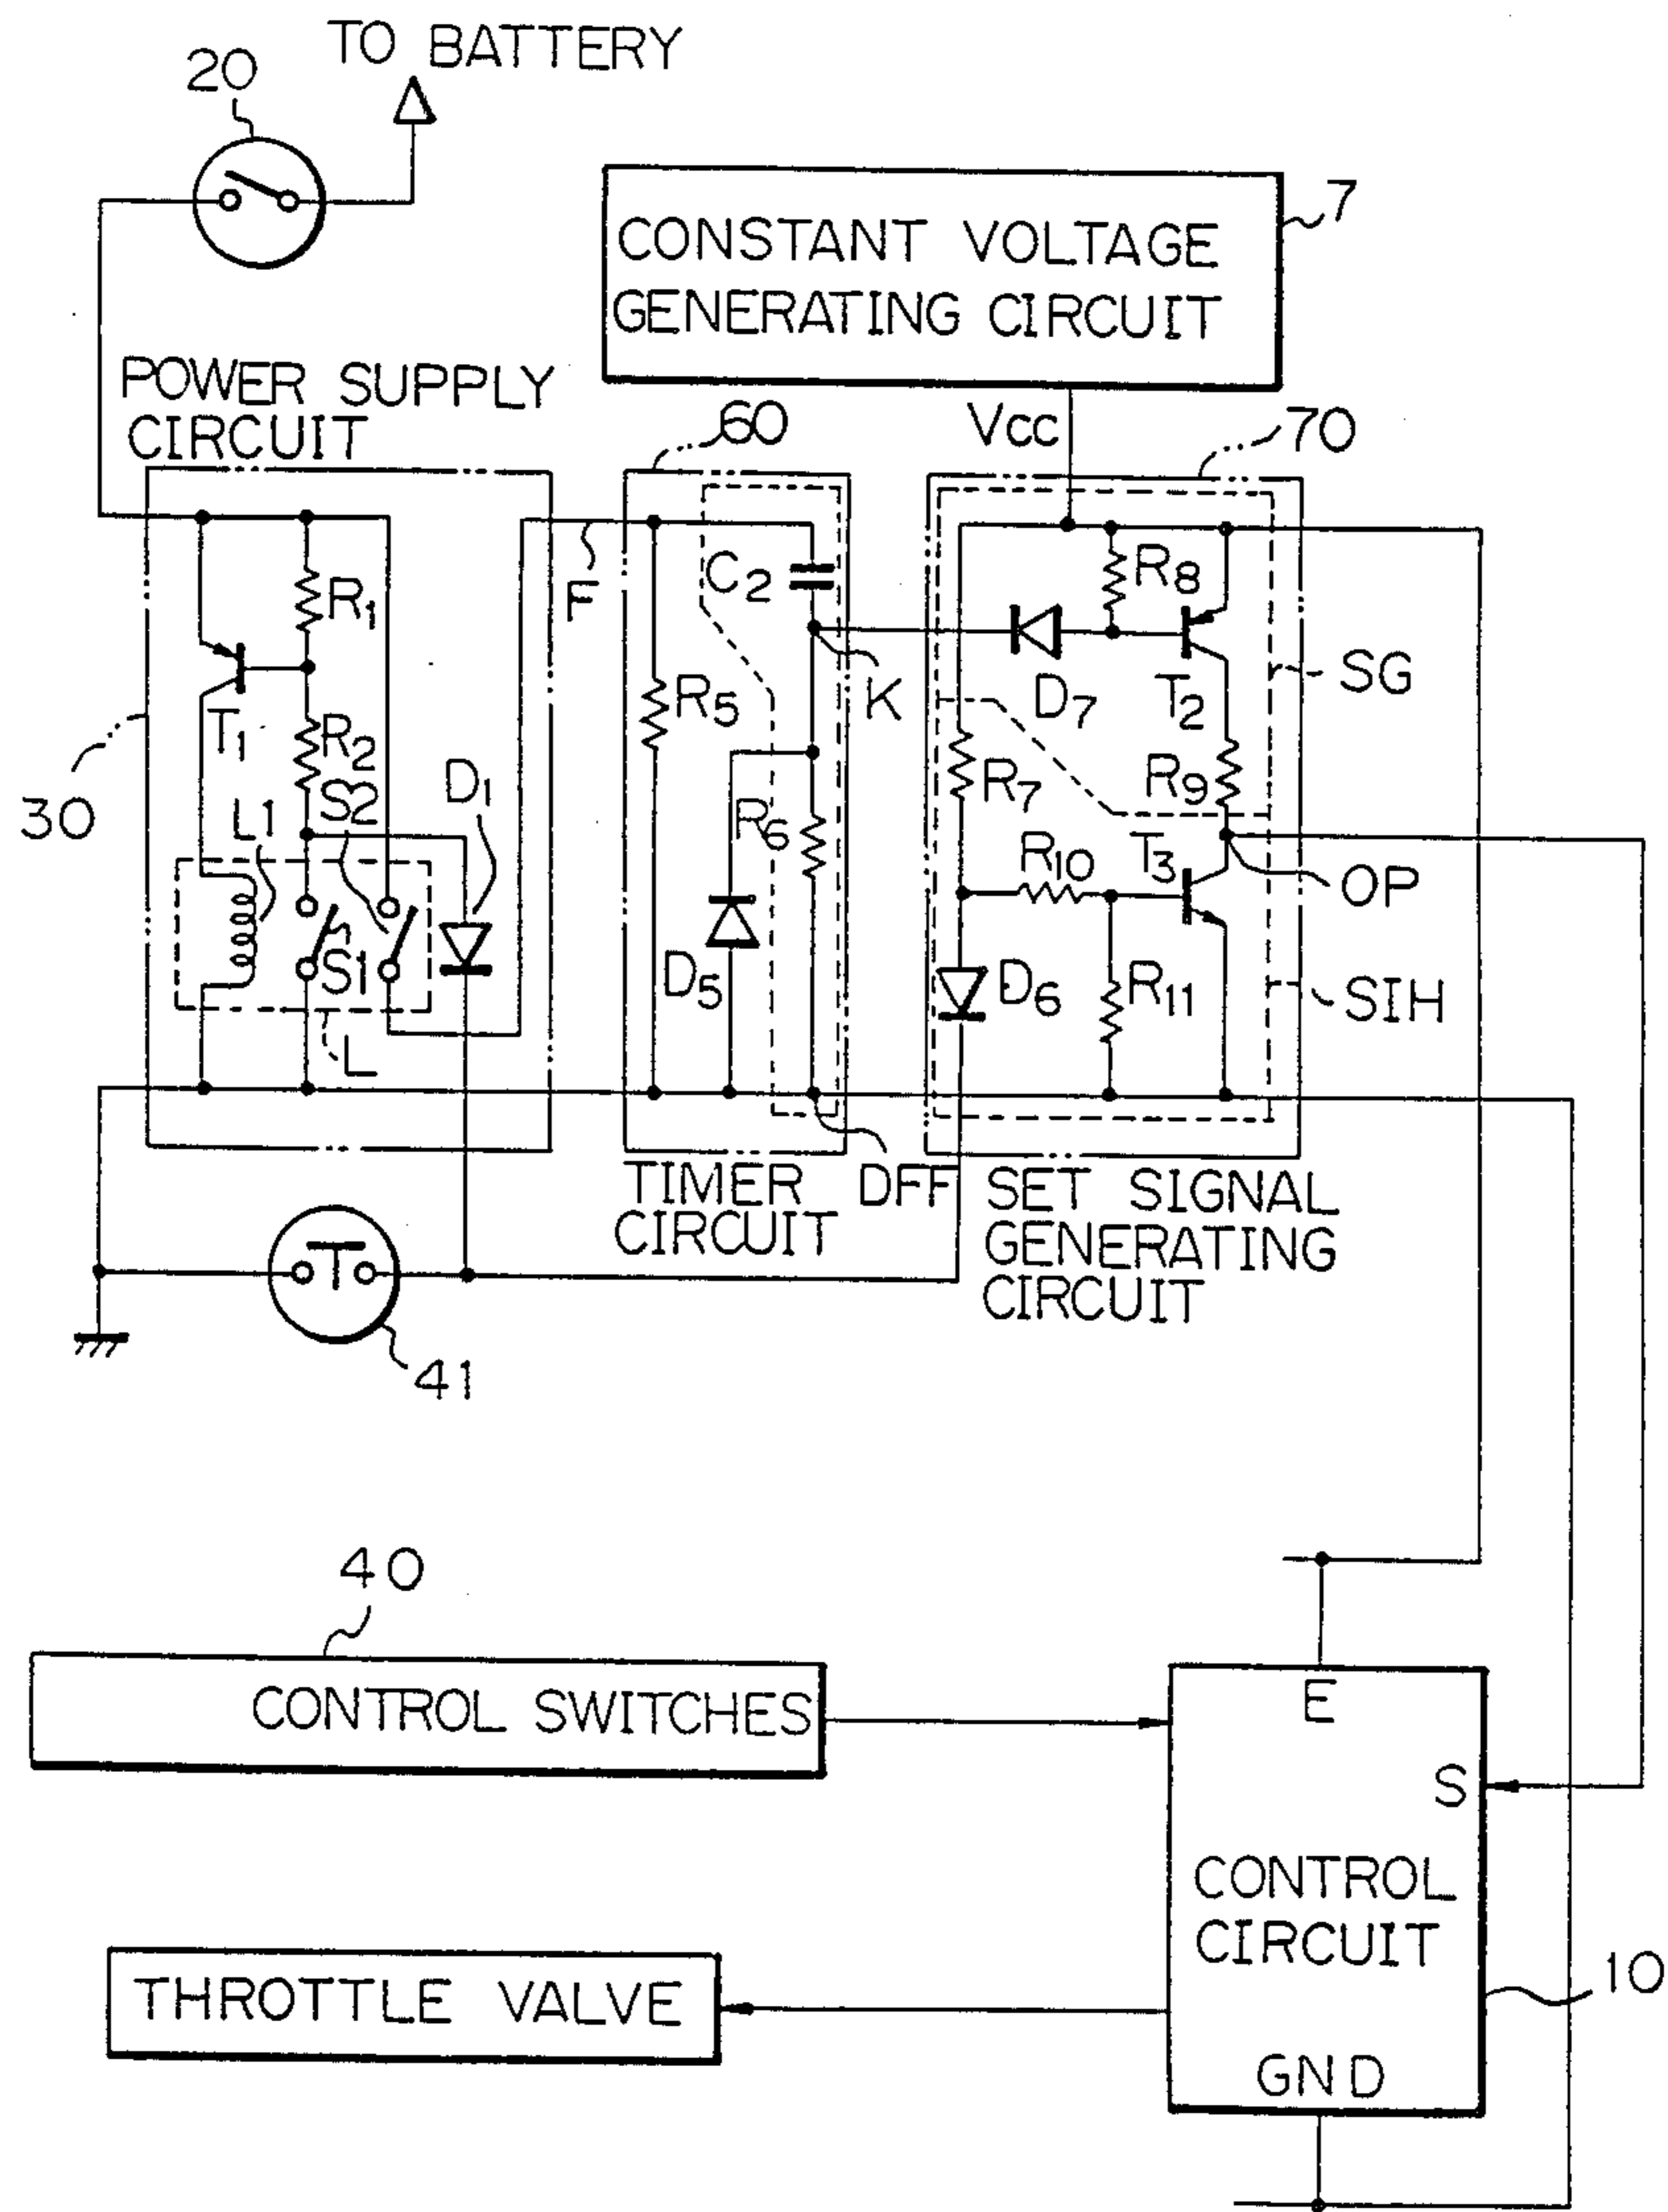 TO BATTERY
20
7
CONSTANT VOLTAGE
GENERATING CIRCUIT
POWER SUPPLY
CIRCUIT
60
Vcc
70
R1
F
C2
R8
SG
T1
R2
R5
K
D7
T2
30
L1
S2
D1
R6
R7
R9
R10
T3
OP
S1
D5
D6
R11
SIH
L
TIMER
CIRCUIT
DFF
SET SIGNAL
GENERATING
CIRCUIT
T
41
40
CONTROL SWITCHES
E
S
CONTROL
CIRCUIT
10
THROTTLE VALVE
GND